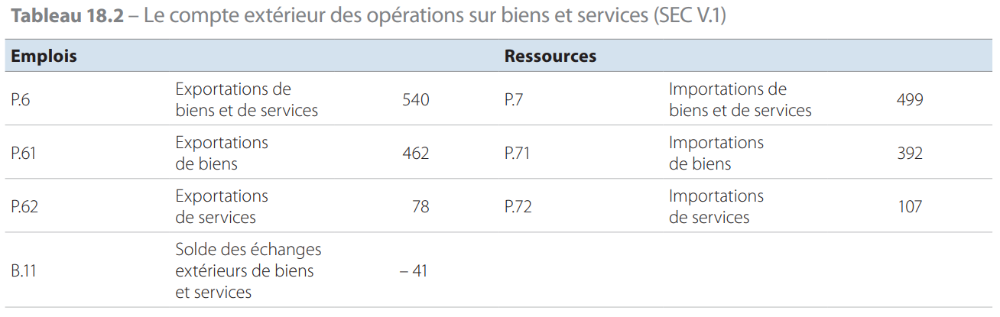 Tableau 18.2 – Le compte extérieur des opérations sur biens et services (SEC V.1)
Emplois Ressources
P.6 Exportations de biens et de services 540 P.7 Importations de biens et de services 499
P.61 Exportations de biens 462 P.71 Importations de biens 392
P.62 Exportations de services 78 P.72 Importations de services 107
B.11 Solde des échanges extérieurs de biens et services – 41